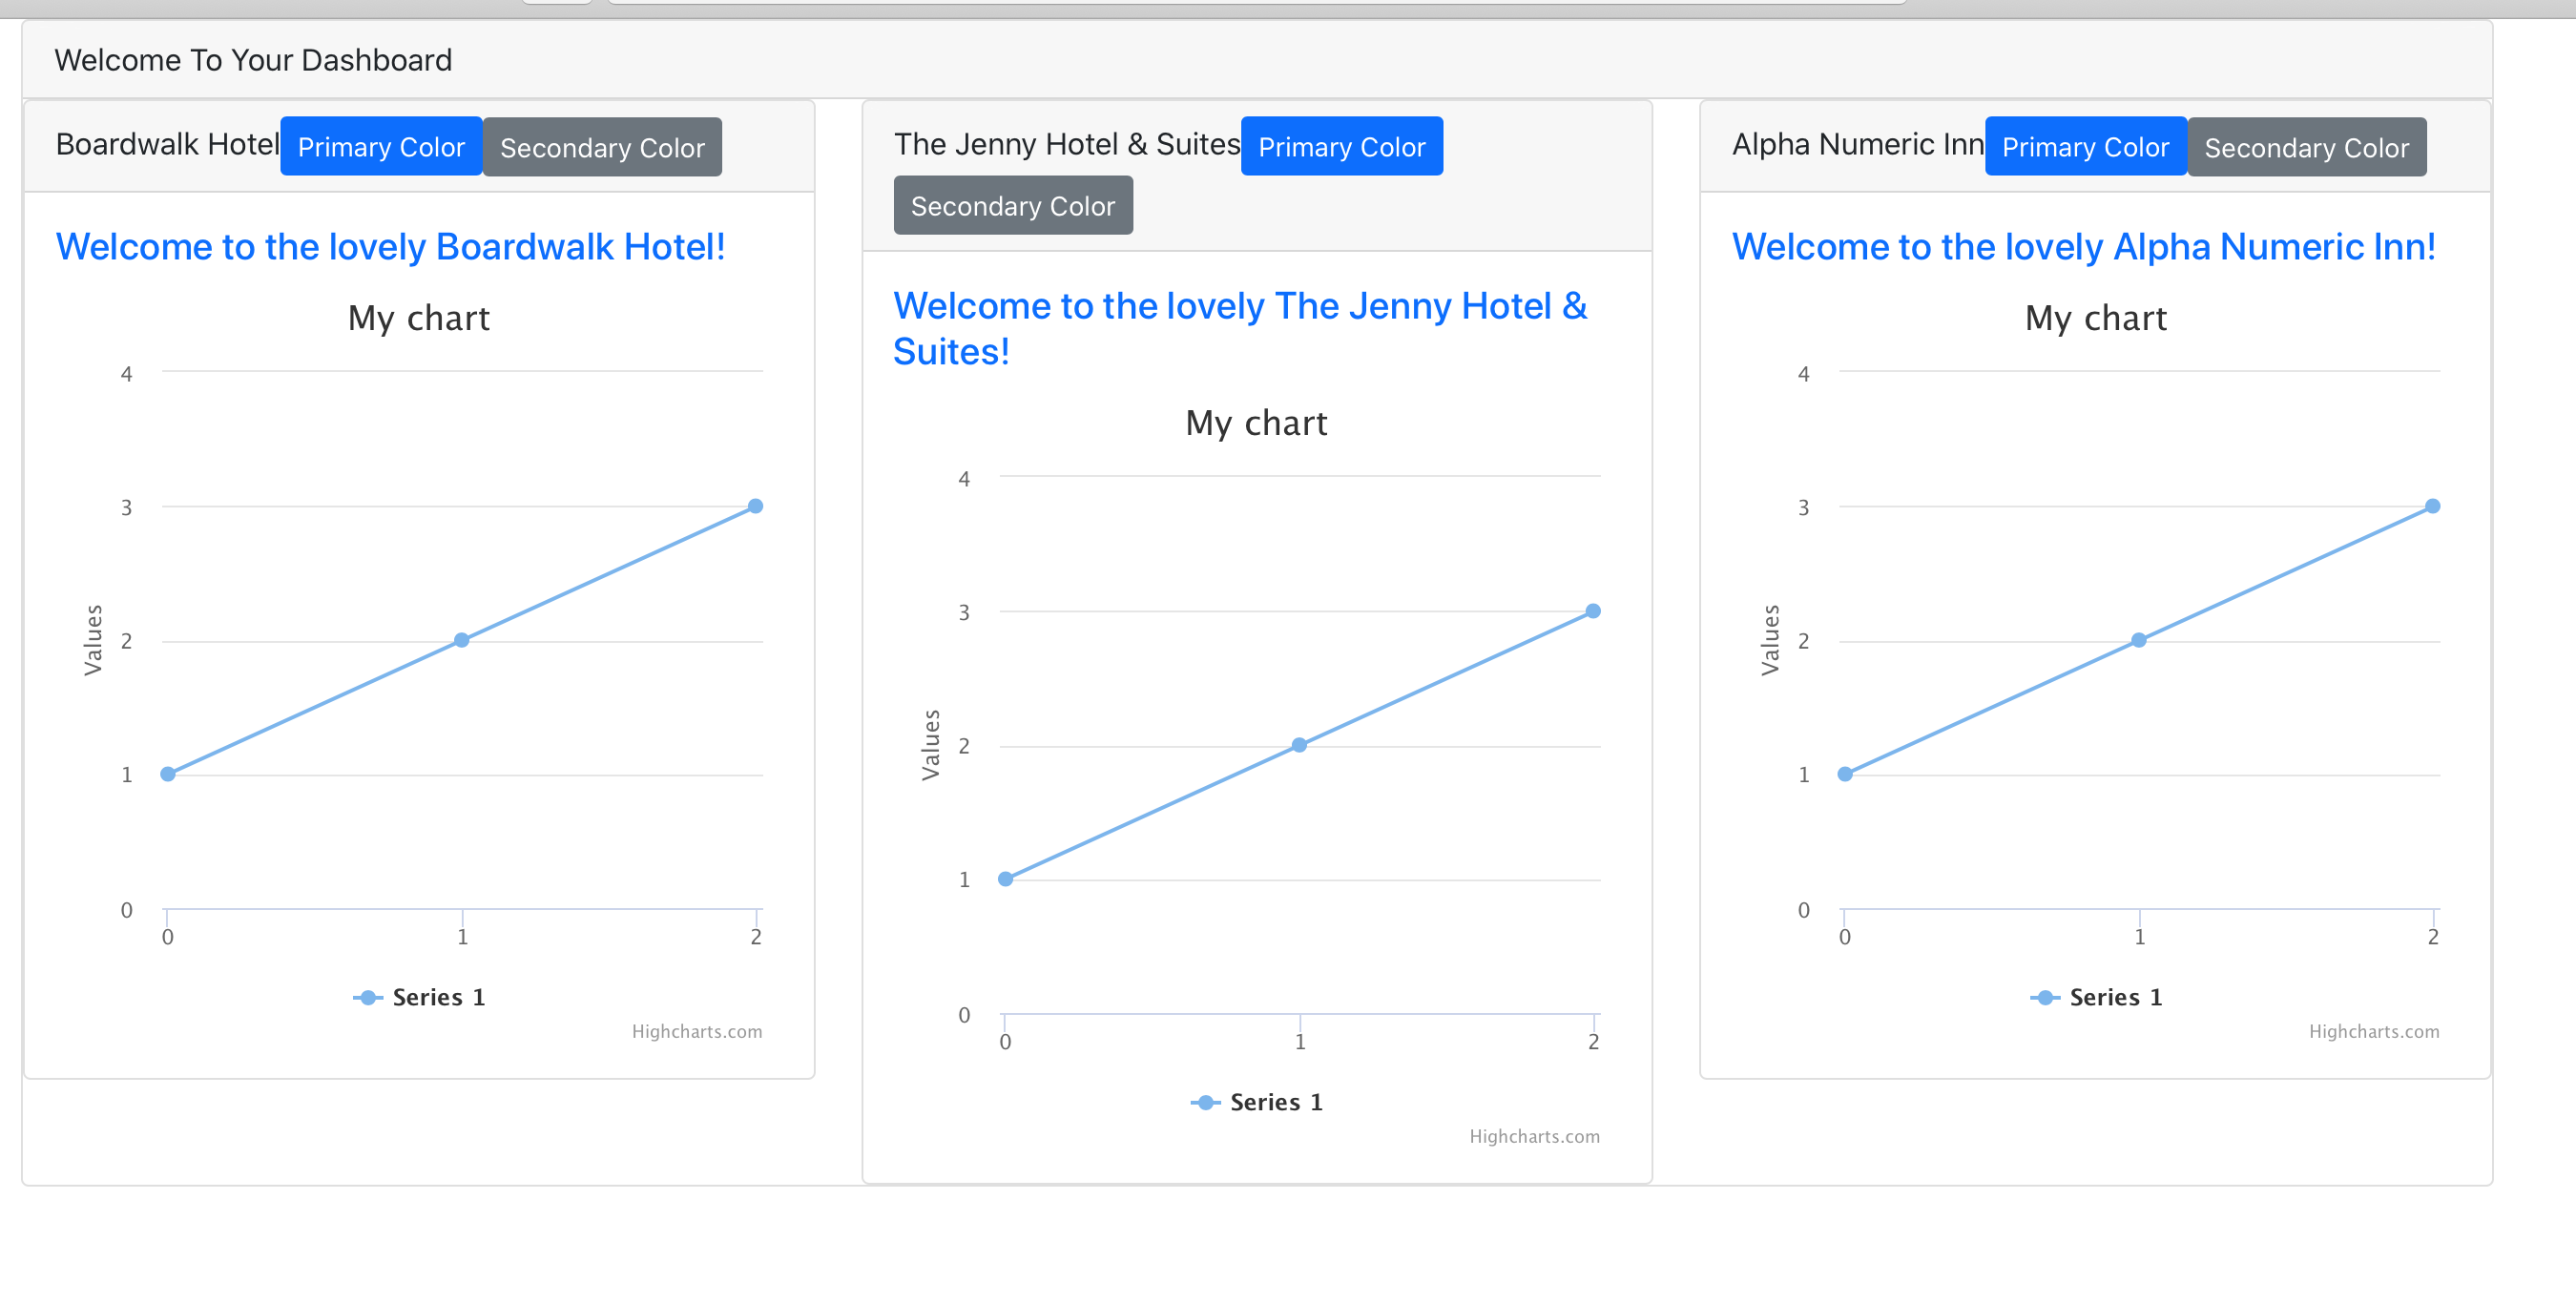 Welcome To Your Dashboard
Boardwalk Hotel Primary Color Secondary Color
Welcome to the lovely Boardwalk Hotel!
My chart
4
3
2
1
0
Values
0 1 2
Series 1
Highcharts.com
The Jenny Hotel & Suites Primary Color
Secondary Color
Welcome to the lovely The Jenny Hotel &
Suites!
My chart
4
3
2
1
0
Values
0 1 2
Series 1
Highcharts.com
Alpha Numeric Inn Primary Color Secondary Color
Welcome to the lovely Alpha Numeric Inn!
My chart
4
3
2
1
0
Values
0 1 2
Series 1
Highcharts.com